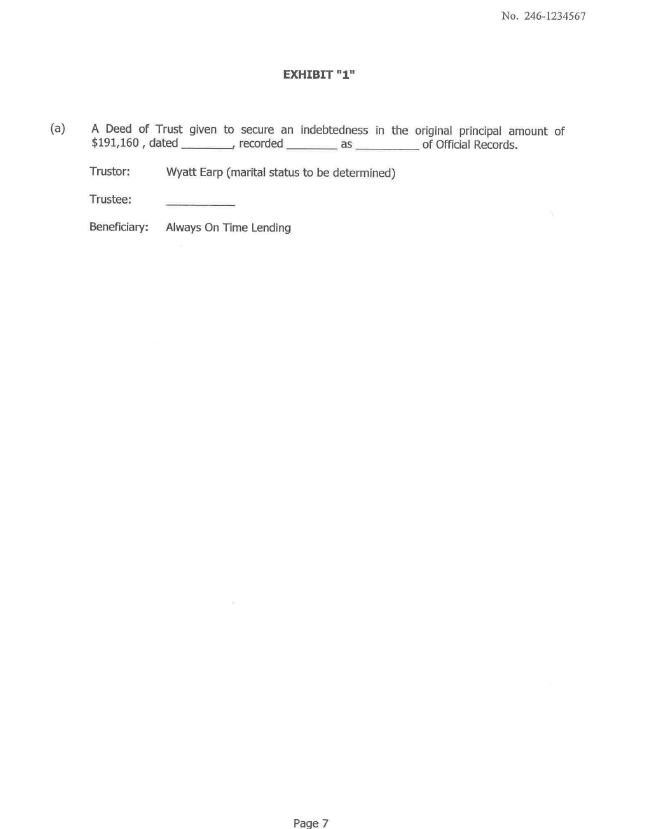 No. 246-1234567
EXHIBIT "1"
(a) A Deed of Trust given to secure an indebtedness in the original principal amount of
$191,160 , dated ________, recorded ________ as __________ of Official Records.
Trustor: Wyatt Earp (marital status to be determined)
Trustee: ___________
Beneficiary: Always On Time Lending
Page 7